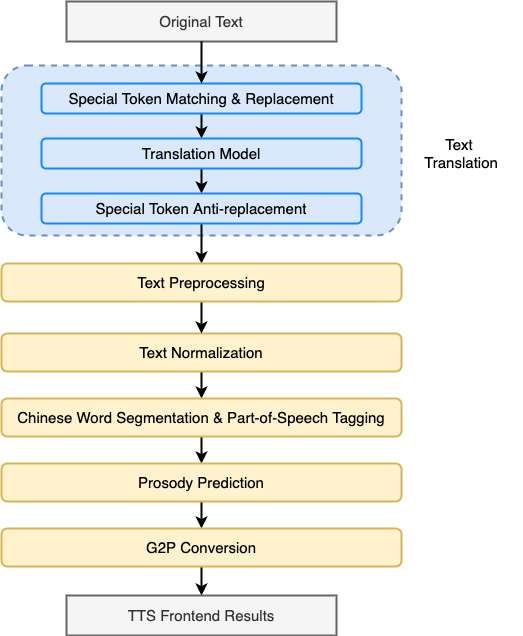 Original Text
Special Token Matching & Replacement
Translation Model
Special Token Anti-replacement
Text
Translation
Text Preprocessing
Text Normalization
Chinese Word Segmentation & Part-of-Speech Tagging
Prosody Prediction
G2P Conversion
TTS Frontend Results